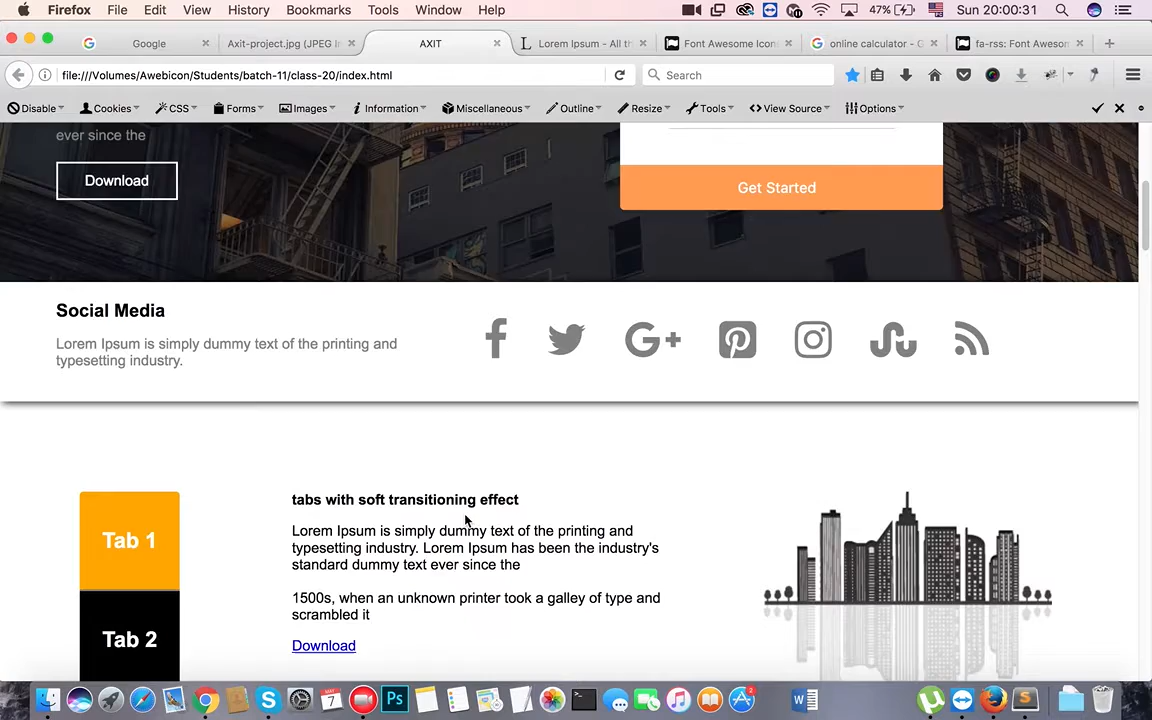 Firefox File Edit View History Bookmarks Tools Window Help 47% Sun 20:00:31
Google Axit-project.jpg (JPEG I AXIT Lorem Ipsum - All t Font Awesome Icon online calculator - G fa-rss: Font Awesom
file:///Volumes/Awebicon/Students/batch-11/class-20/index.html Search
Disable Cookies CSS Forms Images Information Miscellaneous Outline Resize Tools View Source Options
ever since the
Download
Get Started
Social Media
Lorem Ipsum is simply dummy text of the printing and
typesetting industry.
Tab 1
Tab 2
tabs with soft transitioning effect
Lorem Ipsum is simply dummy text of the printing and
typesetting industry. Lorem Ipsum has been the industry's
standard dummy text ever since the
1500s, when an unknown printer took a galley of type and
scrambled it
Download